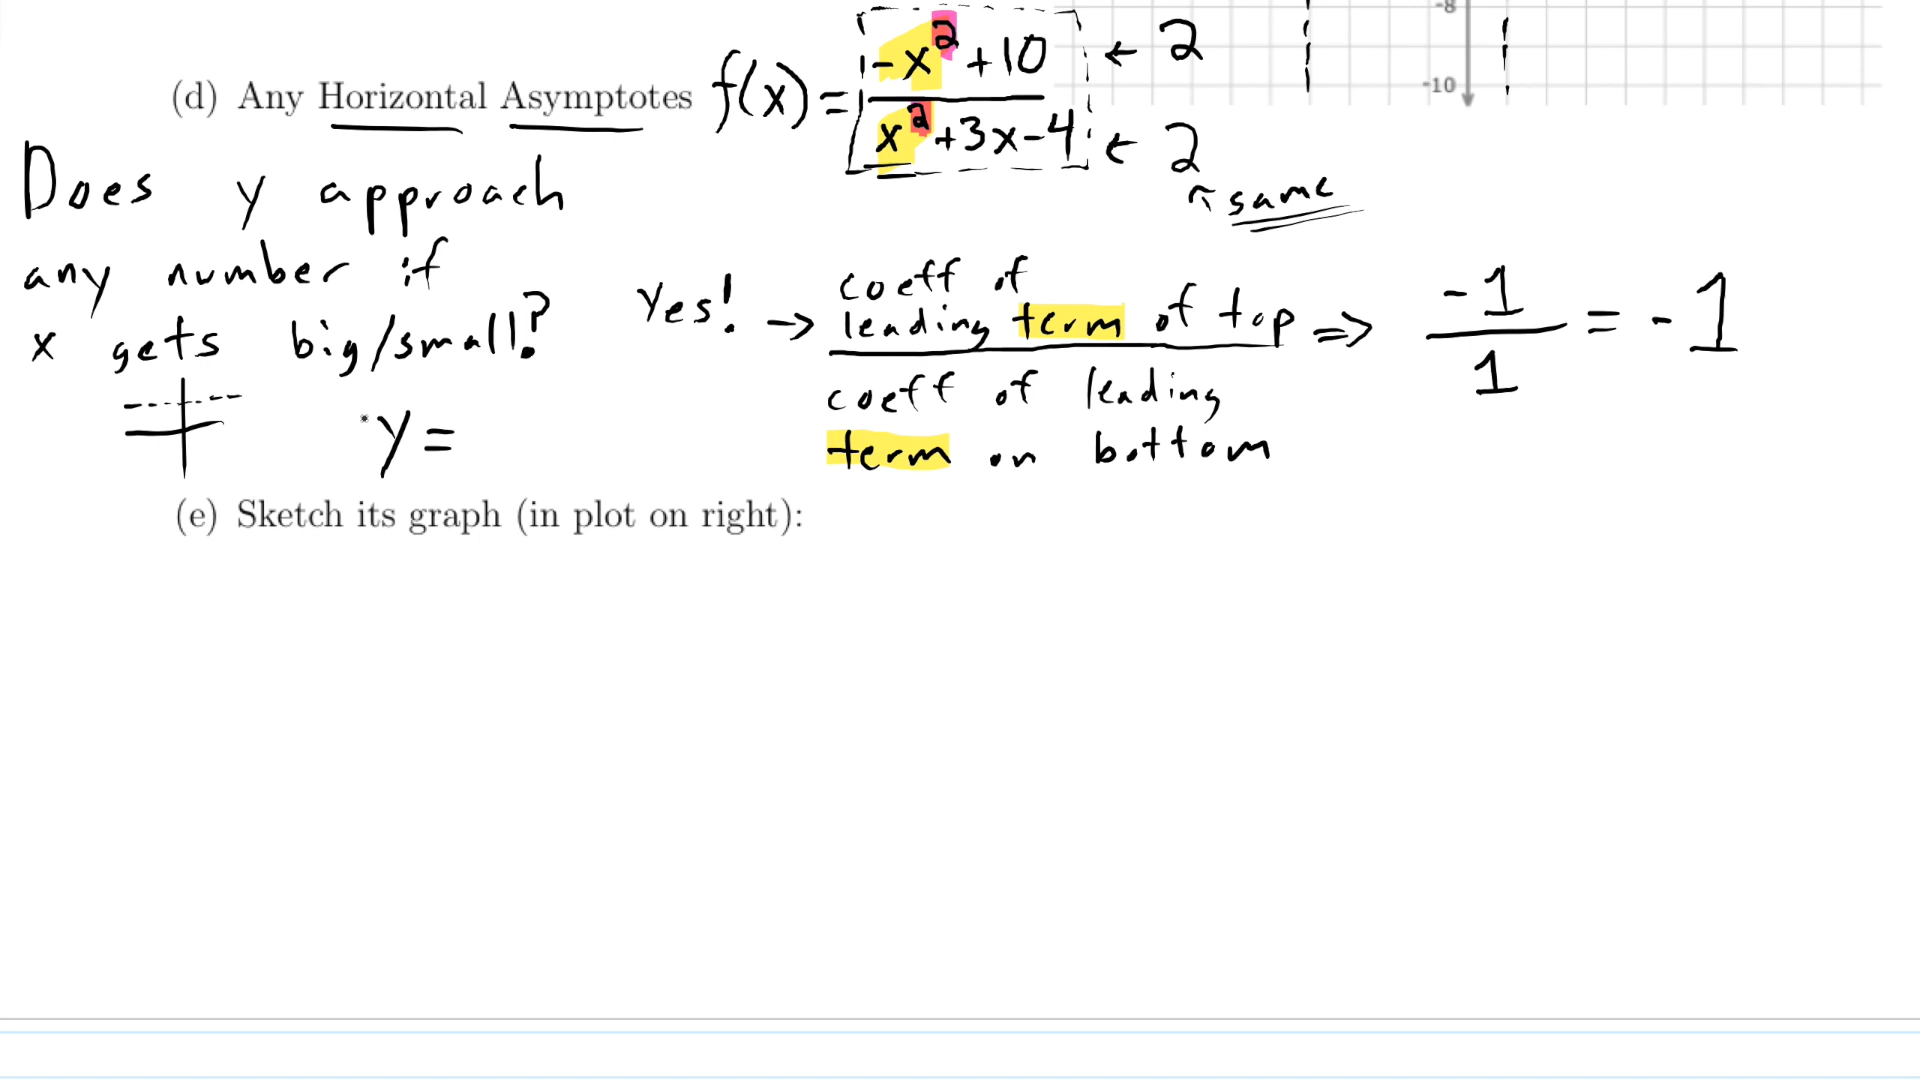 -8
-10
(d) Any Horizontal Asymptotes f(x) = -x² + 10 ← 2
x² + 3x - 4 ← 2
↖ same
Does y approach
any number if
x gets big/small?
Yes! → coeff of
leading term of top ⇒ -1 = -1
coeff of leading 1
term on bottom
y =
(e) Sketch its graph (in plot on right):